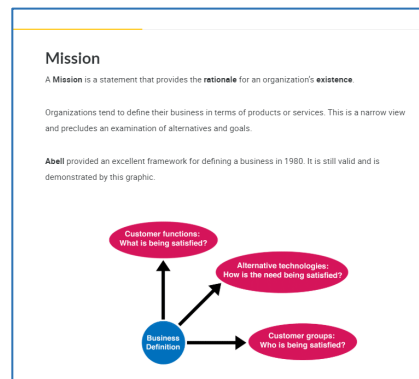 Mission
A Mission is a statement that provides the rationale for an organization's existence.
Organizations tend to define their business in terms of products or services. This is a narrow view
and precludes an examination of alternatives and goals.
Abell provided an excellent framework for defining a business in 1980. It is still valid and is
demonstrated by this graphic.
Customer functions:
What is being satisfied?
Alternative technologies:
How is the need being satisfied?
Business
Definition
Customer groups:
Who is being satisfied?